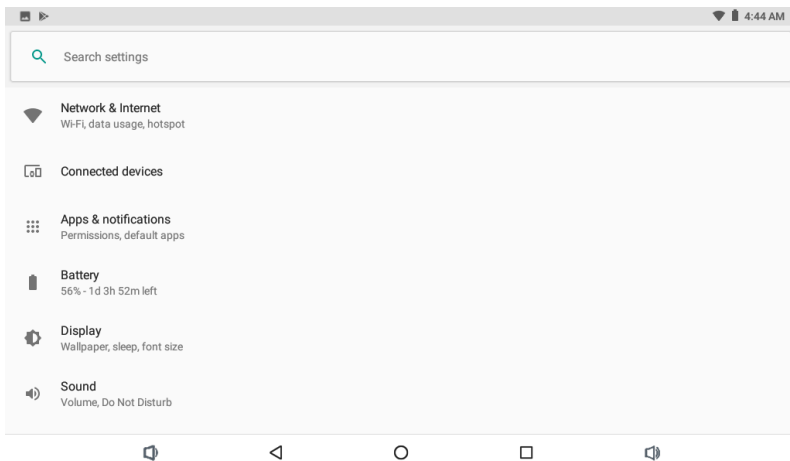 4:44 AM
Search settings
Network & Internet
Wi-Fi, data usage, hotspot
Connected devices
Apps & notifications
Permissions, default apps
Battery
56% - 1d 3h 52m left
Display
Wallpaper, sleep, font size
Sound
Volume, Do Not Disturb